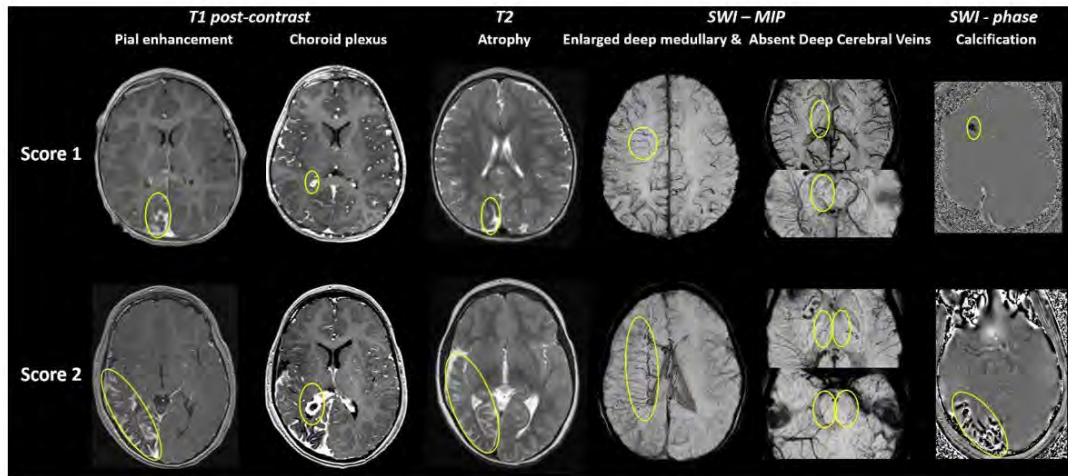 T1 post-contrast T2 SWI – MIP SWI - phase
Pial enhancement Choroid plexus Atrophy Enlarged deep medullary & Absent Deep Cerebral Veins Calcification
Score 1
Score 2